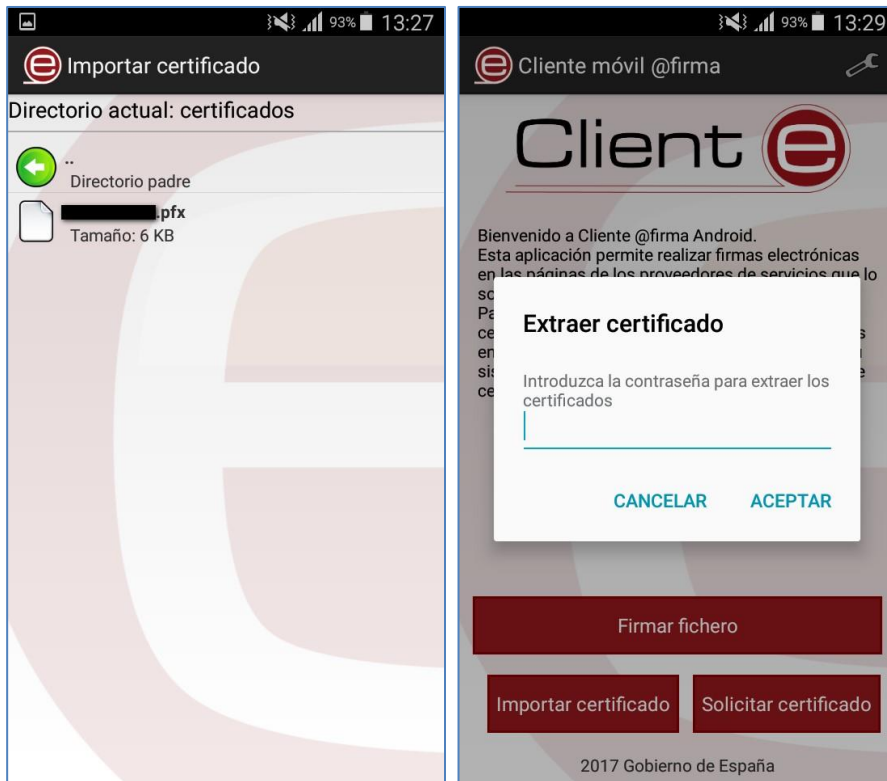 93% 13:27
Importar certificado
Directorio actual: certificados
..
Directorio padre
.pfx
Tamaño: 6 KB
93% 13:29
Cliente móvil @firma
Client e
Bienvenido a Cliente @firma Android.
Esta aplicación permite realizar firmas electrónicas
en las páginas de los proveedores de servicios que lo
Extraer certificado
Introduzca la contraseña para extraer los
certificados
CANCELAR ACEPTAR
Firmar fichero
Importar certificado Solicitar certificado
2017 Gobierno de España